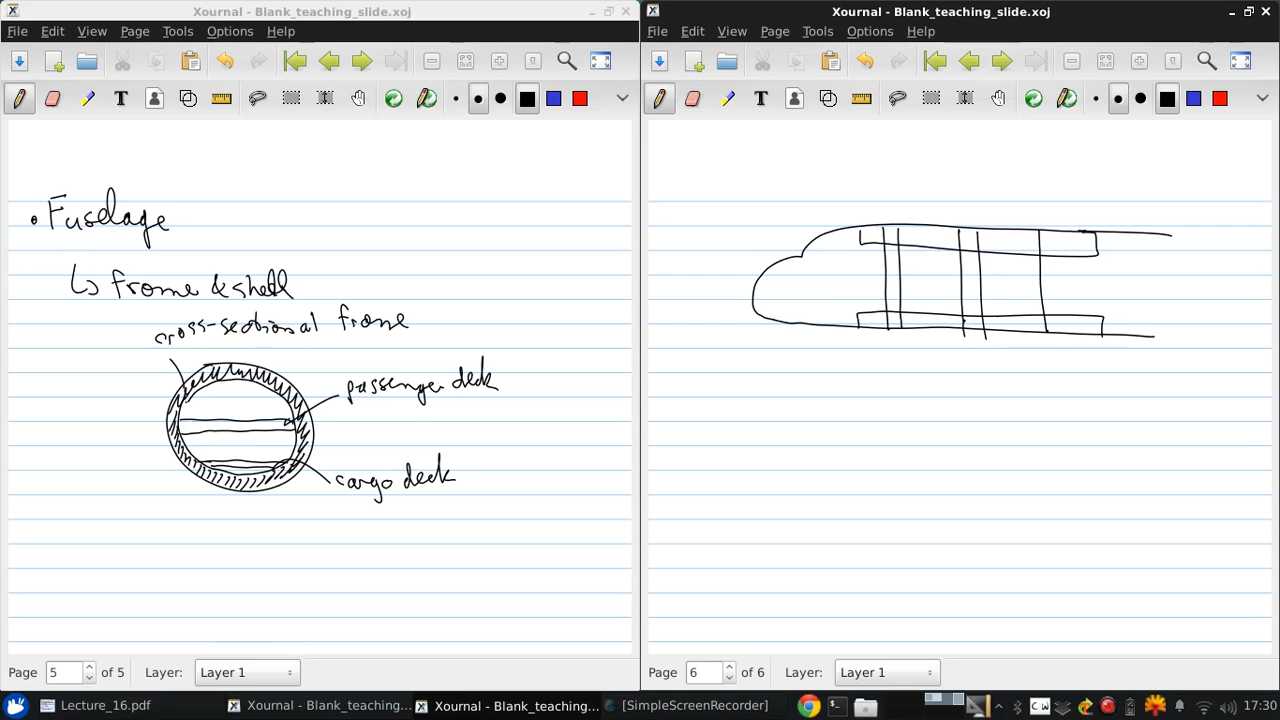 Xournal - Blank_teaching_slide.xoj
File Edit View Page Tools Options Help
• Fuselage
↳ frame & shell
cross-sectional frame
passenger deck
cargo deck
Page 5 of 5 Layer: Layer 1
Xournal - Blank_teaching_slide.xoj
File Edit View Page Tools Options Help
Page 6 of 6 Layer: Layer 1
Lecture_16.pdf Xournal - Blank_teaching_... Xournal - Blank_teaching_... [SimpleScreenRecorder] 17:30